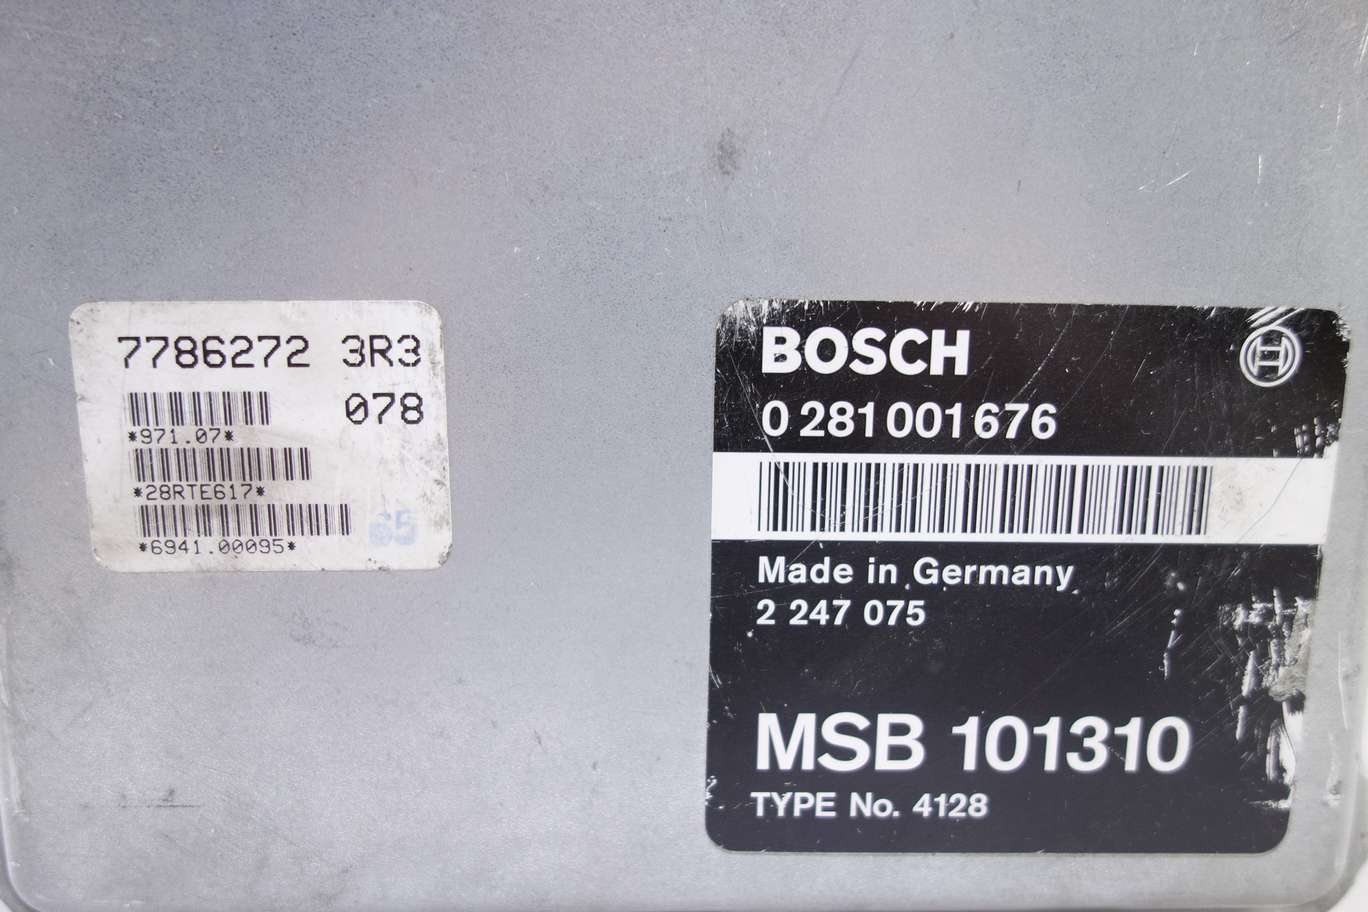 7786272 3R3
078
*971.07*
*28RTE617*
*6941.00095*
65
BOSCH
0 281 001 676
Made in Germany
2 247 075
MSB 101310
TYPE No. 4128